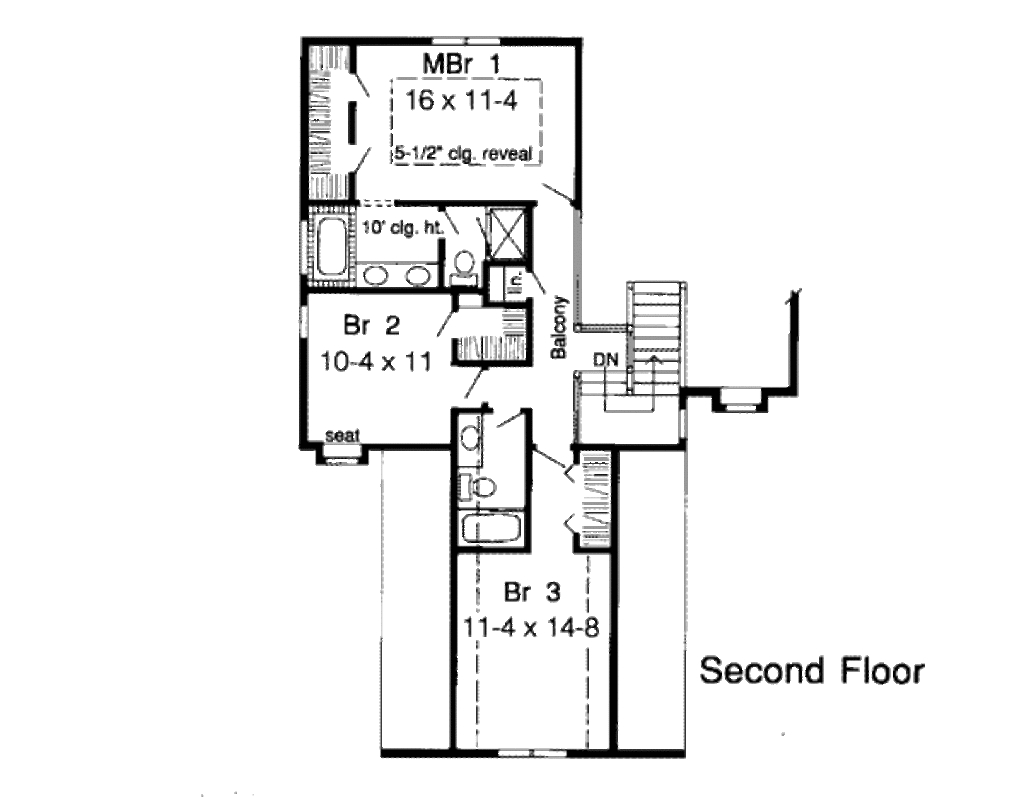 MBr 1
16 x 11-4
5-1/2" clg. reveal
10' clg. ht.
Balcony
Br 2
10-4 x 11
DN
seat
Br 3
11-4 x 14-8
Second Floor